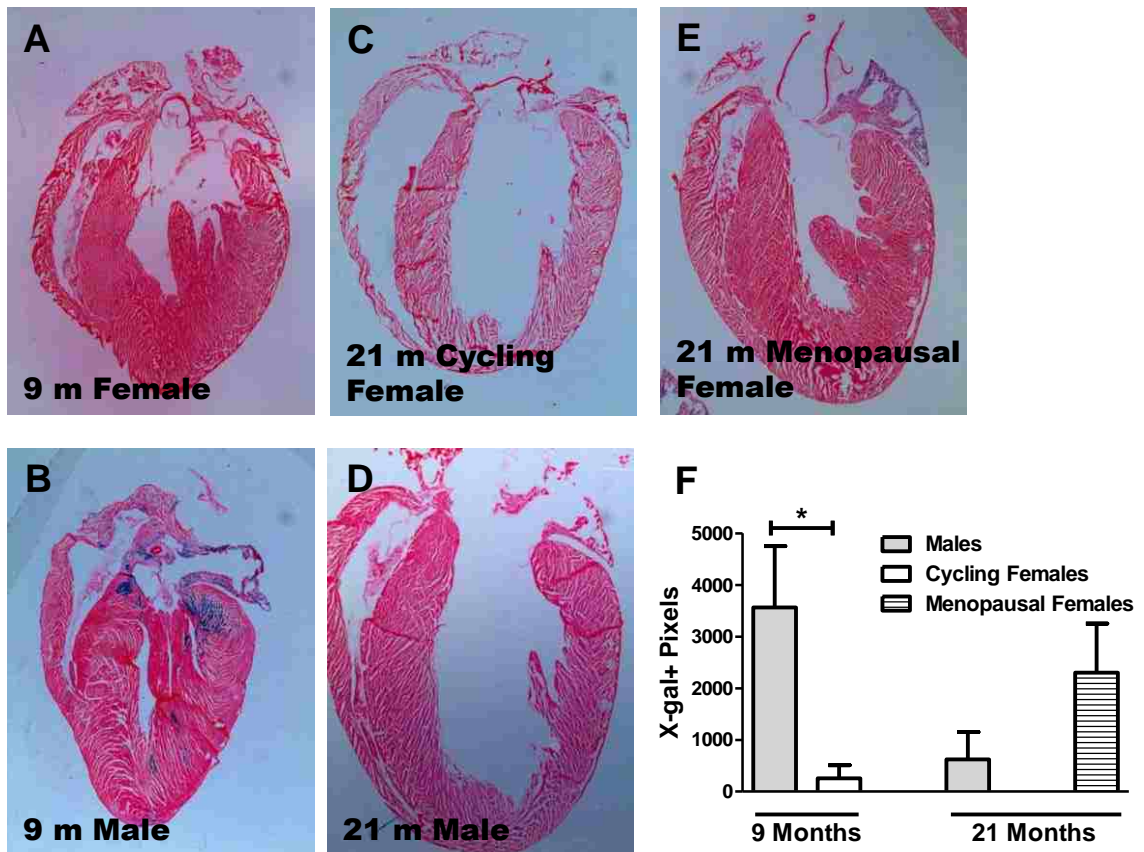 A
9 m Female
C
21 m Cycling
Female
E
21 m Menopausal
Female
B
9 m Male
D
21 m Male
F
X-gal+ Pixels
5000
4000
3000
2000
1000
0
*
Males
Cycling Females
Menopausal Females
9 Months
21 Months